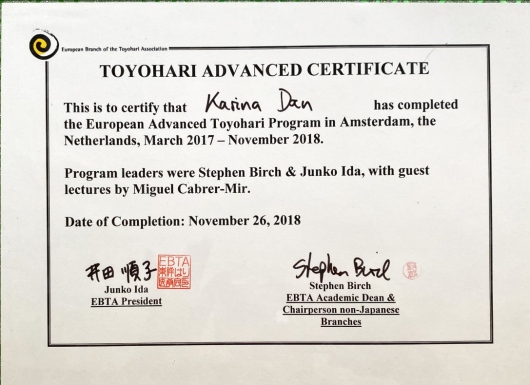 European Branch of the Toyohari Association
TOYOHARI ADVANCED CERTIFICATE
This is to certify that Karina Dan has completed
the European Advanced Toyohari Program in Amsterdam, the
Netherlands, March 2017 – November 2018.
Program leaders were Stephen Birch & Junko Ida, with guest
lectures by Miguel Cabrer-Mir.
Date of Completion: November 26, 2018
井田 順子
EBTA
Stephen Birch
Junko Ida
EBTA President
Stephen Birch
EBTA Academic Dean &
Chairperson non-Japanese
Branches